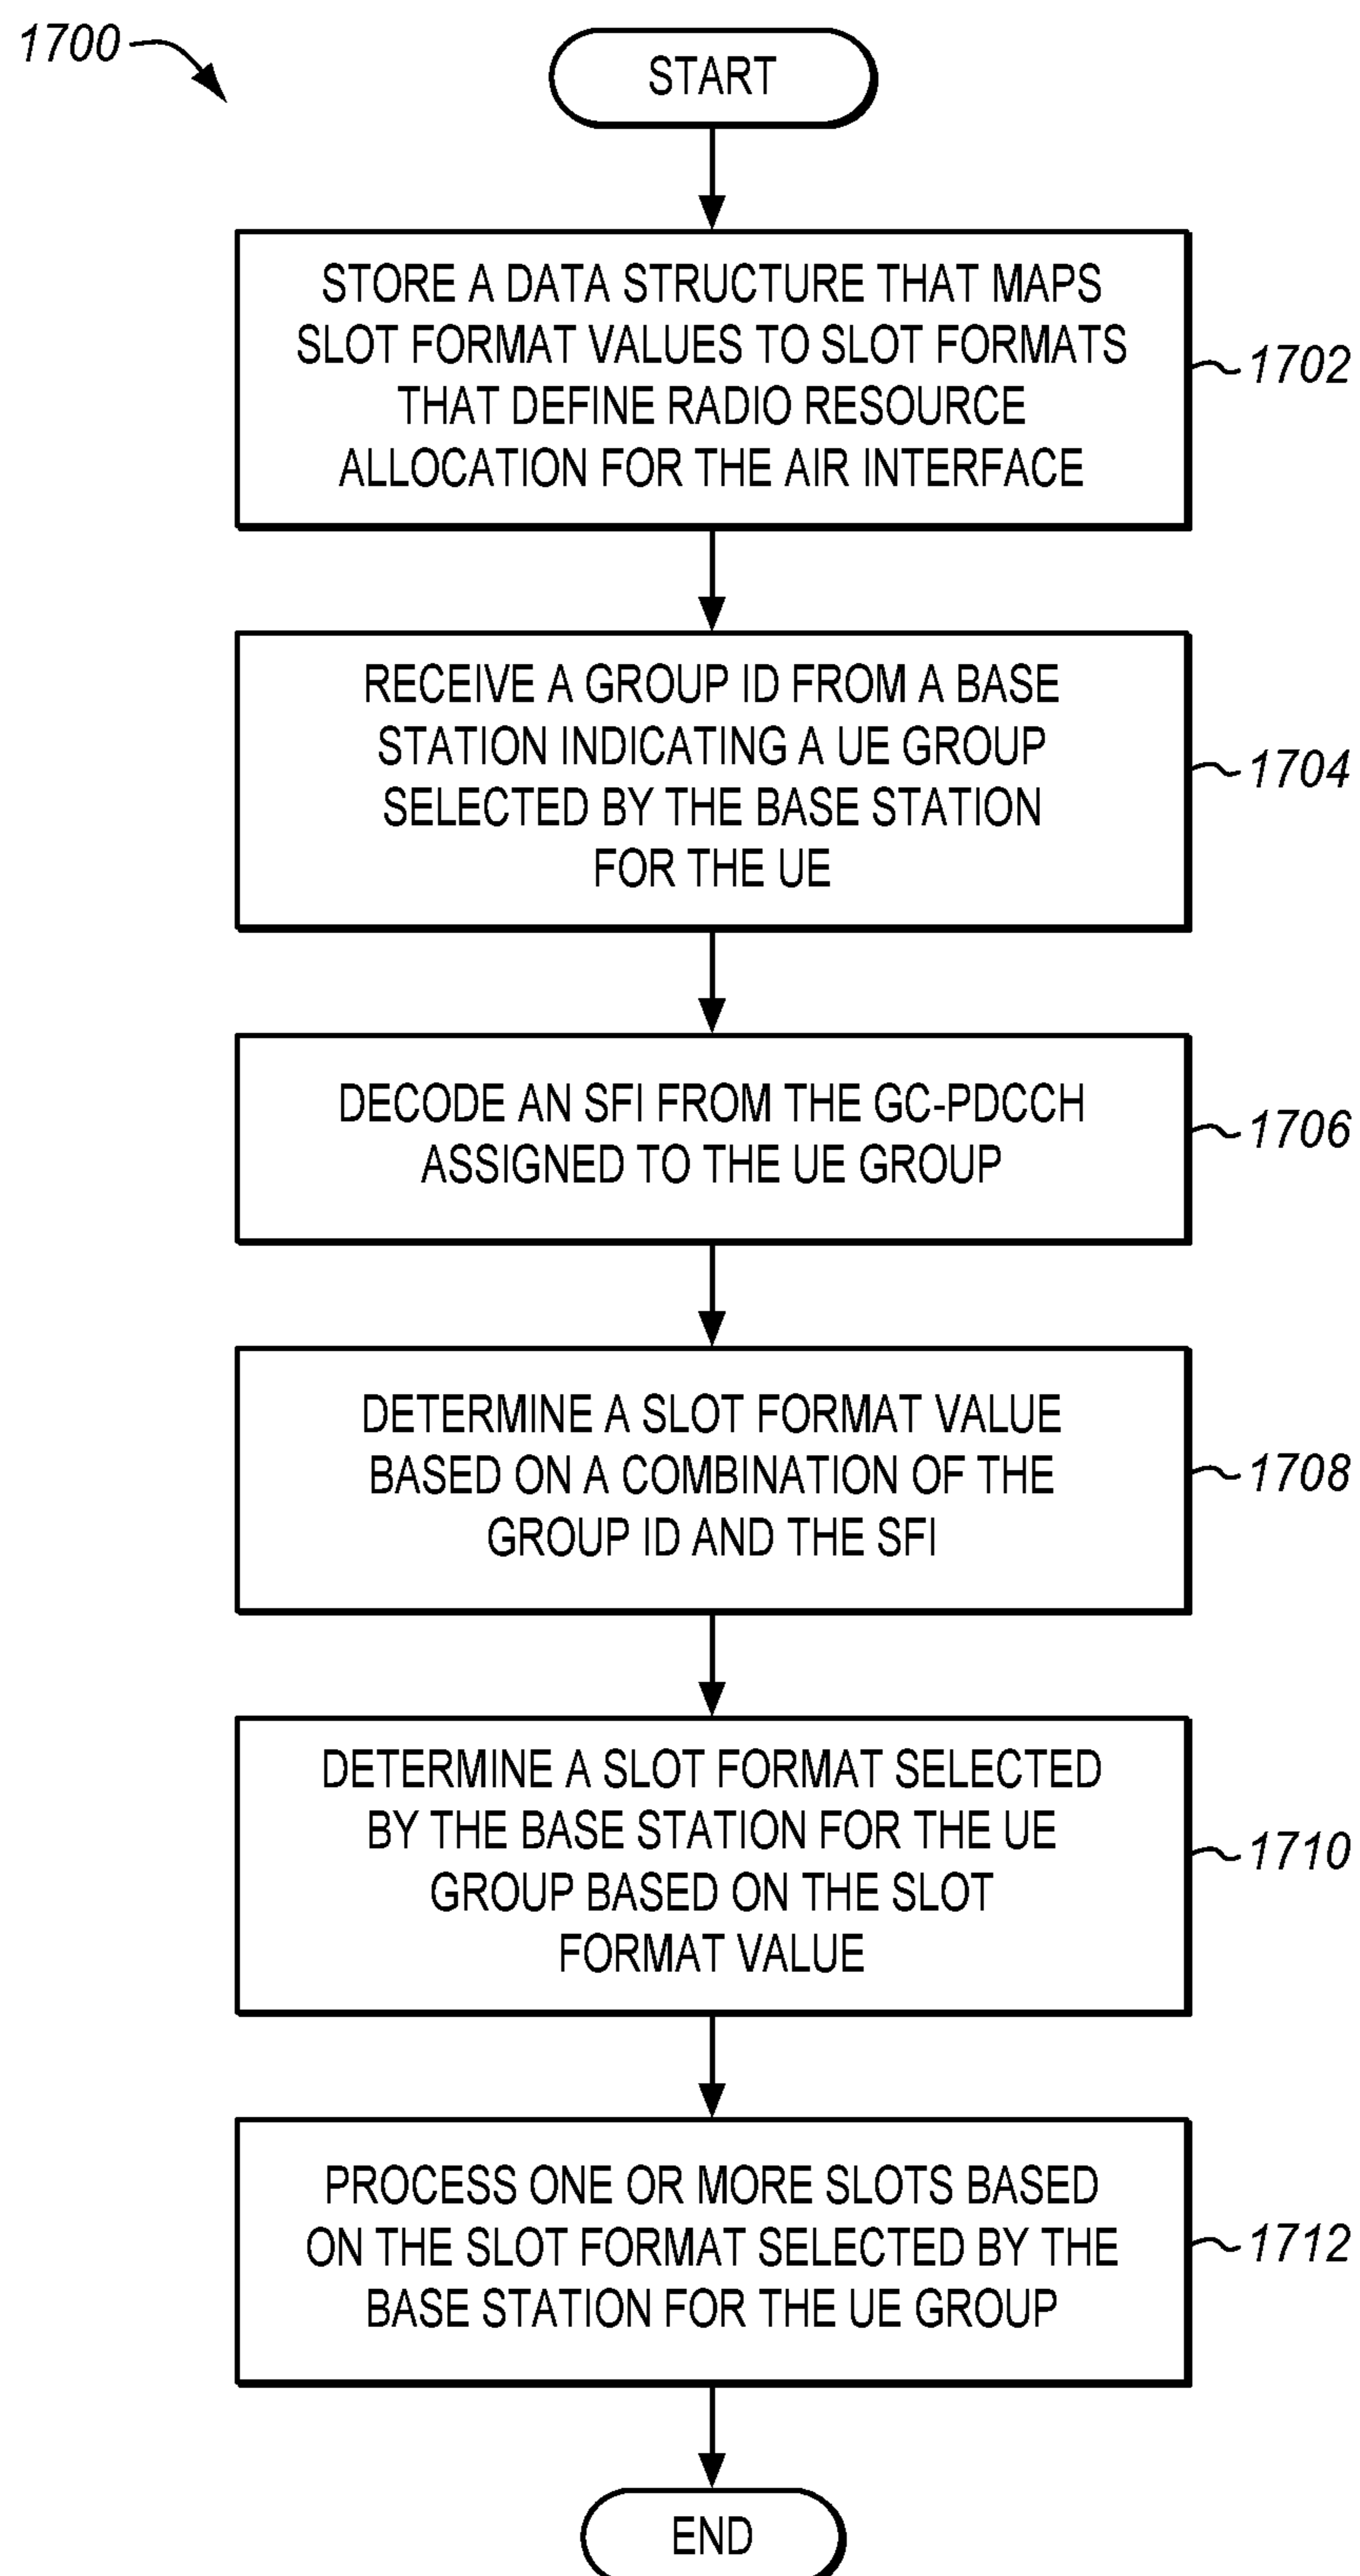 1700
START
STORE A DATA STRUCTURE THAT MAPS
SLOT FORMAT VALUES TO SLOT FORMATS
THAT DEFINE RADIO RESOURCE
ALLOCATION FOR THE AIR INTERFACE
1702
RECEIVE A GROUP ID FROM A BASE
STATION INDICATING A UE GROUP
SELECTED BY THE BASE STATION
FOR THE UE
1704
DECODE AN SFI FROM THE GC-PDCCH
ASSIGNED TO THE UE GROUP
1706
DETERMINE A SLOT FORMAT VALUE
BASED ON A COMBINATION OF THE
GROUP ID AND THE SFI
1708
DETERMINE A SLOT FORMAT SELECTED
BY THE BASE STATION FOR THE UE
GROUP BASED ON THE SLOT
FORMAT VALUE
1710
PROCESS ONE OR MORE SLOTS BASED
ON THE SLOT FORMAT SELECTED BY THE
BASE STATION FOR THE UE GROUP
1712
END